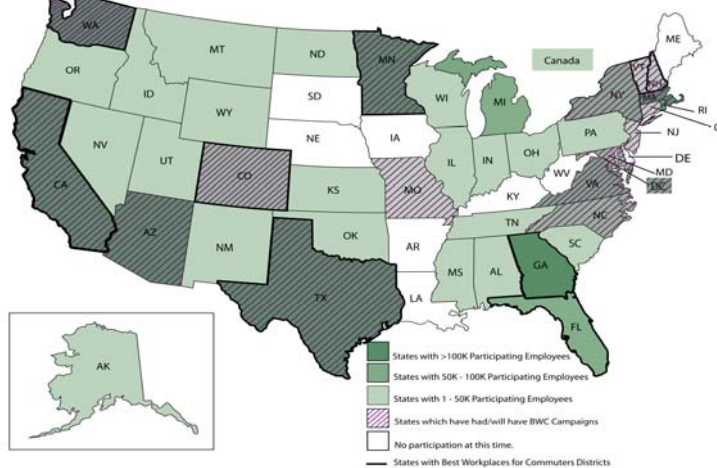 WA
MT
ND
MN
ME
OR
ID
SD
WI
MI
Canada
VT
NH
NY
MA
RI
C
WY
NE
IA
PA
NJ
NV
UT
CO
IL
IN
OH
DE
WV
MD
DC
VA
CA
KS
MO
KY
NC
TN
AZ
NM
OK
AR
SC
MS
AL
GA
TX
LA
FL
AK
States with >100K Participating Employees
States with 50K - 100K Participating Employees
States with 1 - 50K Participating Employees
States which have had/will have BWC Campaigns
No participation at this time.
States with Best Workplaces for Commuters Districts